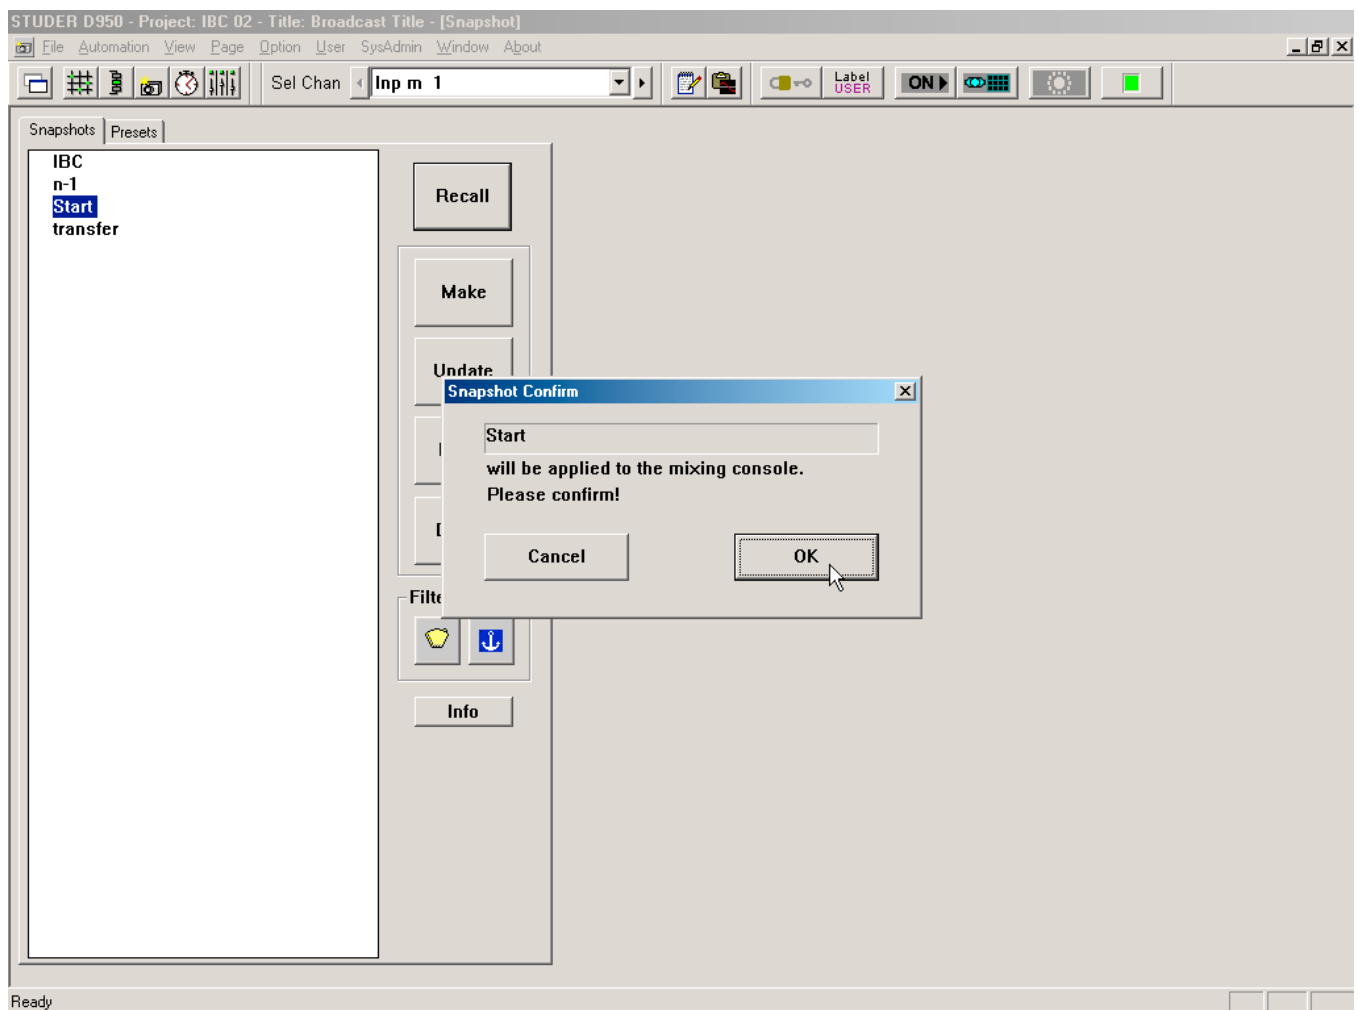 STUDER D950 - Project: IBC 02 - Title: Broadcast Title - [Snapshot]
File Automation View Page Option User SysAdmin Window About
Sel Chan Inp m 1 Label USER ON
Snapshots Presets
IBC
n-1
Start
transfer
Recall
Make
Update
Snapshot Confirm
Start
will be applied to the mixing console.
Please confirm!
Cancel OK
Info
Ready